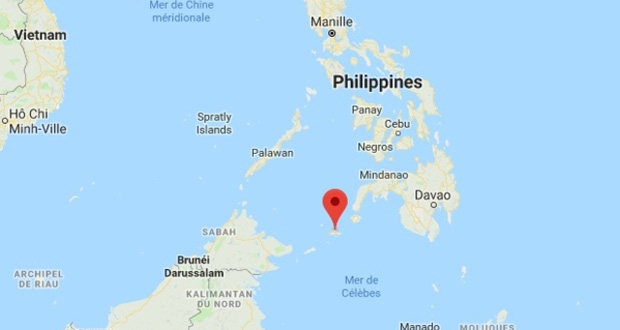 Mer de Chine
méridionale
Manille
Vietnam
Philippines
Panay
Hô Chi
Minh-Ville
Spratly
Islands
Cebu
Negros
Palawan
Mindanao
Davao
SABAH
Brunéi
Darussalam
ARCHIPEL
DE RIAU
KALIMANTAN
DU NORD
Mer de
Célèbes
Manado
MOLUQUES